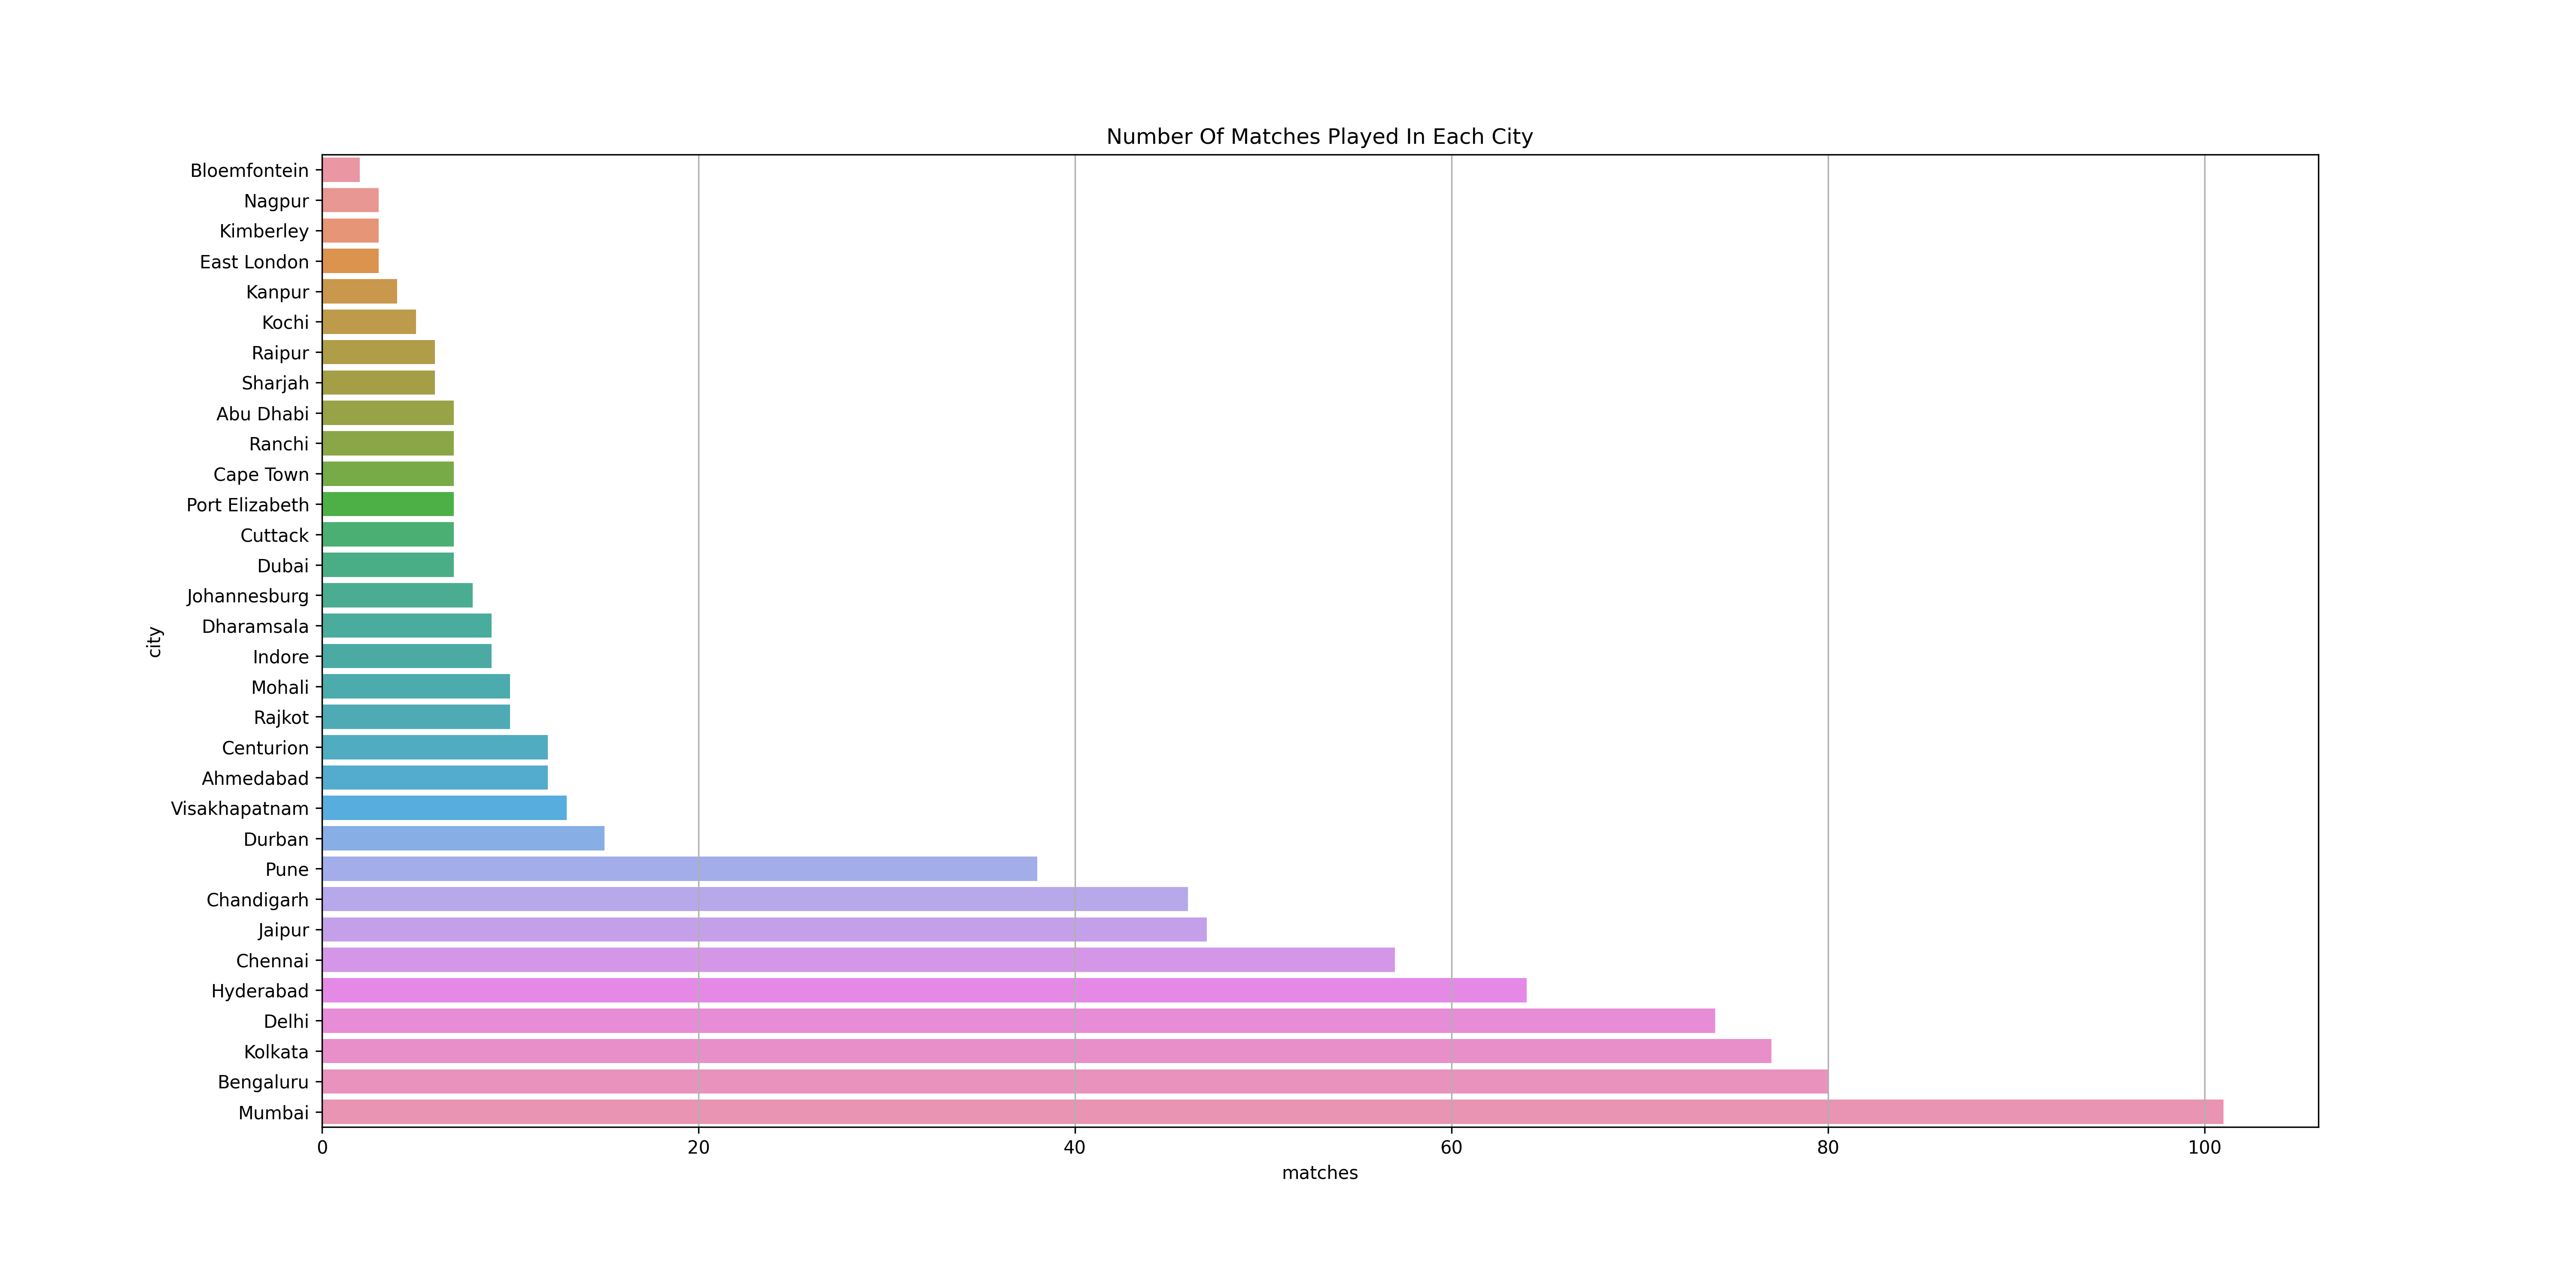 Number Of Matches Played In Each City
Bloemfontein
Nagpur
Kimberley
East London
Kanpur
Kochi
Raipur
Sharjah
Abu Dhabi
Ranchi
Cape Town
Port Elizabeth
Cuttack
Dubai
Johannesburg
Dharamsala
Indore
Mohali
Rajkot
Centurion
Ahmedabad
Visakhapatnam
Durban
Pune
Chandigarh
Jaipur
Chennai
Hyderabad
Delhi
Kolkata
Bengaluru
Mumbai
city
0 20 40 60 80 100
matches